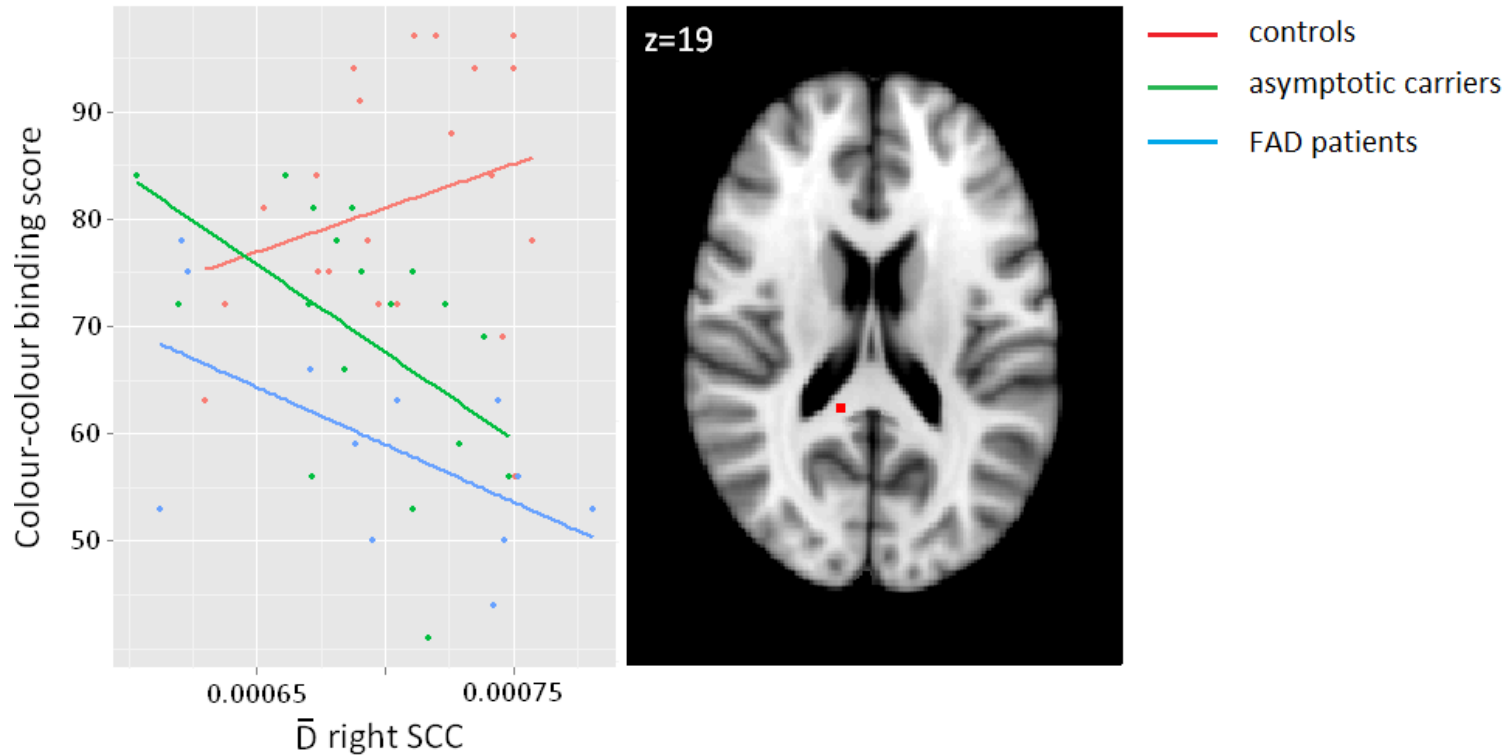 Colour-colour binding score
90
80
70
60
50
0.00065
0.00075
D̅ right SCC
z=19
controls
asymptotic carriers
FAD patients